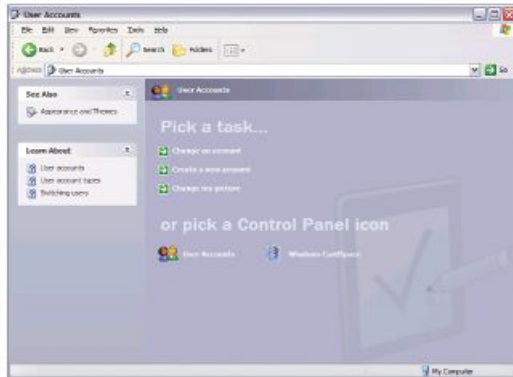 User Accounts
File Edit View Favorites Tools Help
Back Search Folders
Address User Accounts Go
See Also
Appearance and Themes
Learn About
User accounts
User account types
Switching users
User Accounts
Pick a task...
Change an account
Create a new account
Change my picture
or pick a Control Panel icon
User Accounts Windows CardSpace
My Computer